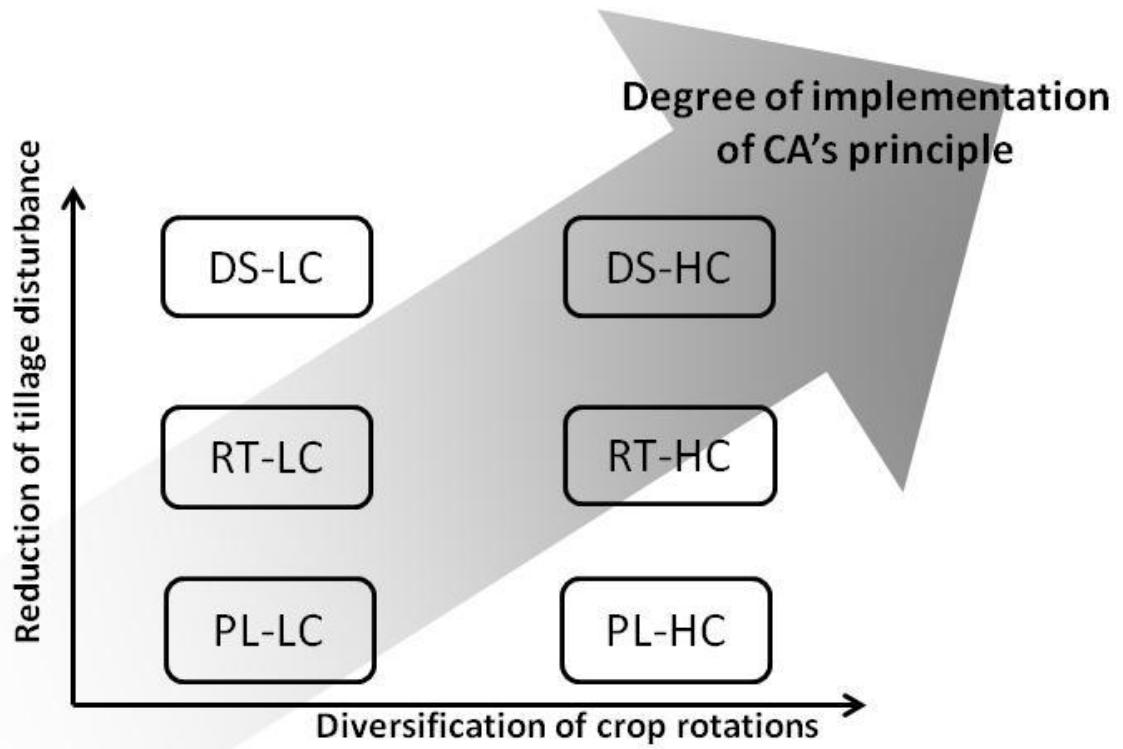 Degree of implementation
of CA's principle
Reduction of tillage disturbance
DS-LC
DS-HC
RT-LC
RT-HC
PL-LC
PL-HC
Diversification of crop rotations